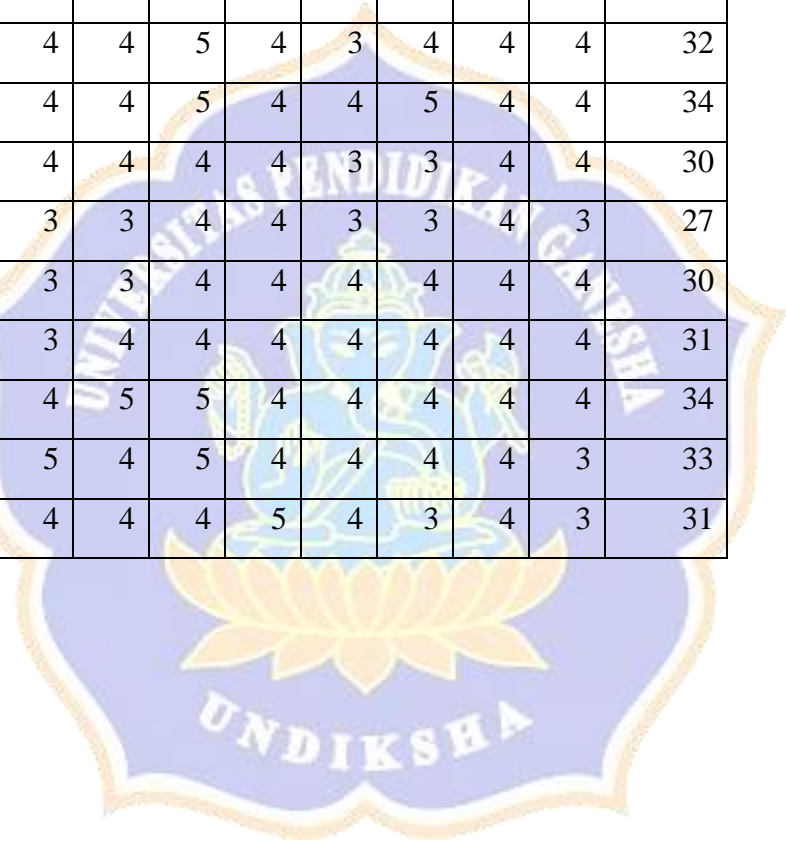 4 4 5 4 3 4 4 4 32
4 4 5 4 4 5 4 4 34
4 4 4 4 3 3 4 4 30
3 3 4 4 3 3 4 3 27
3 3 4 4 4 4 4 4 30
3 4 4 4 4 4 4 4 31
4 5 5 4 4 4 4 4 34
5 4 5 4 4 4 4 3 33
4 4 4 5 4 3 4 3 31
UNIVERSITAS PENDIDIKAN GANESHA
UNDIKSHA